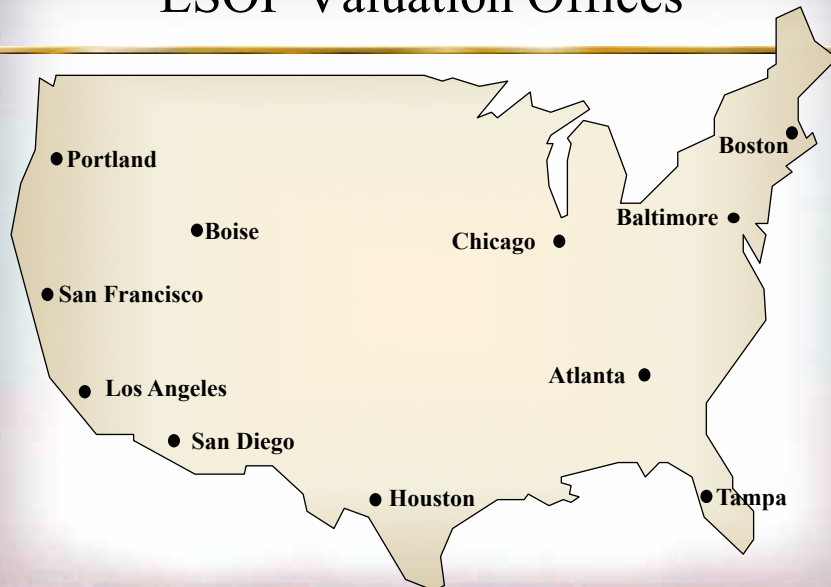 ESOP Valuation Offices
Boston
Portland
Baltimore
Boise
Chicago
San Francisco
Atlanta
Los Angeles
San Diego
Houston
Tampa